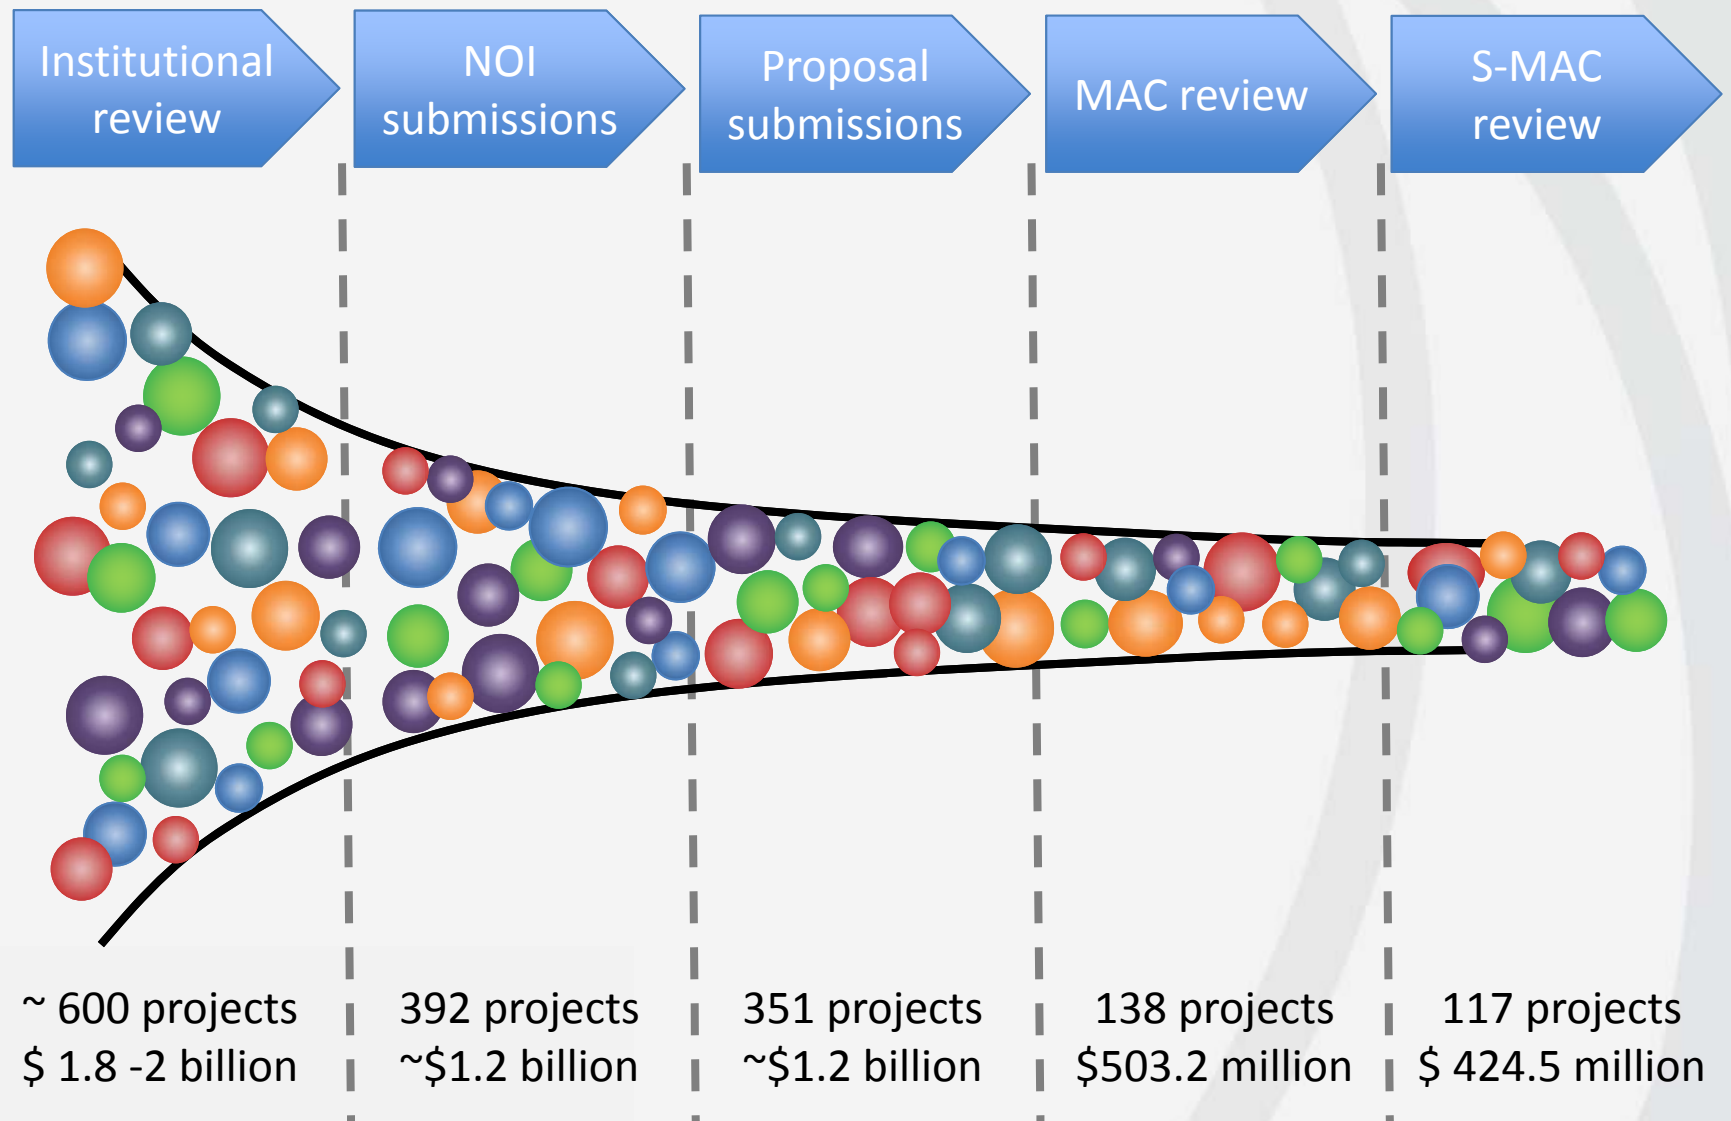 Institutional
review
NOI
submissions
Proposal
submissions
MAC review
S-MAC
review
~ 600 projects
$ 1.8 -2 billion
392 projects
~$1.2 billion
351 projects
~$1.2 billion
138 projects
$503.2 million
117 projects
$ 424.5 million